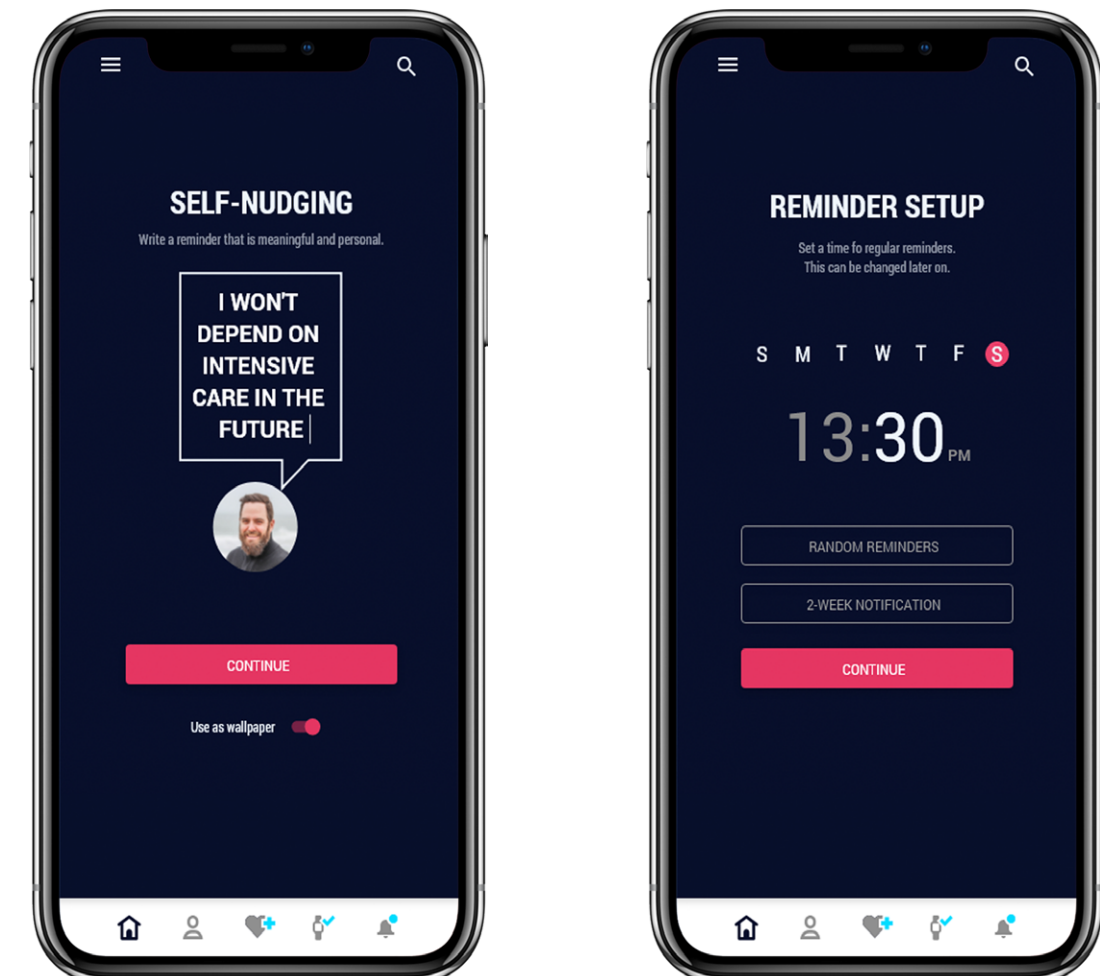 SELF-NUDGING
Write a reminder that is meaningful and personal.
I WON'T
DEPEND ON
INTENSIVE
CARE IN THE
FUTURE
CONTINUE
Use as wallpaper
REMINDER SETUP
Set a time fo regular reminders.
This can be changed later on.
S M T W T F S
13:30 PM
RANDOM REMINDERS
2-WEEK NOTIFICATION
CONTINUE